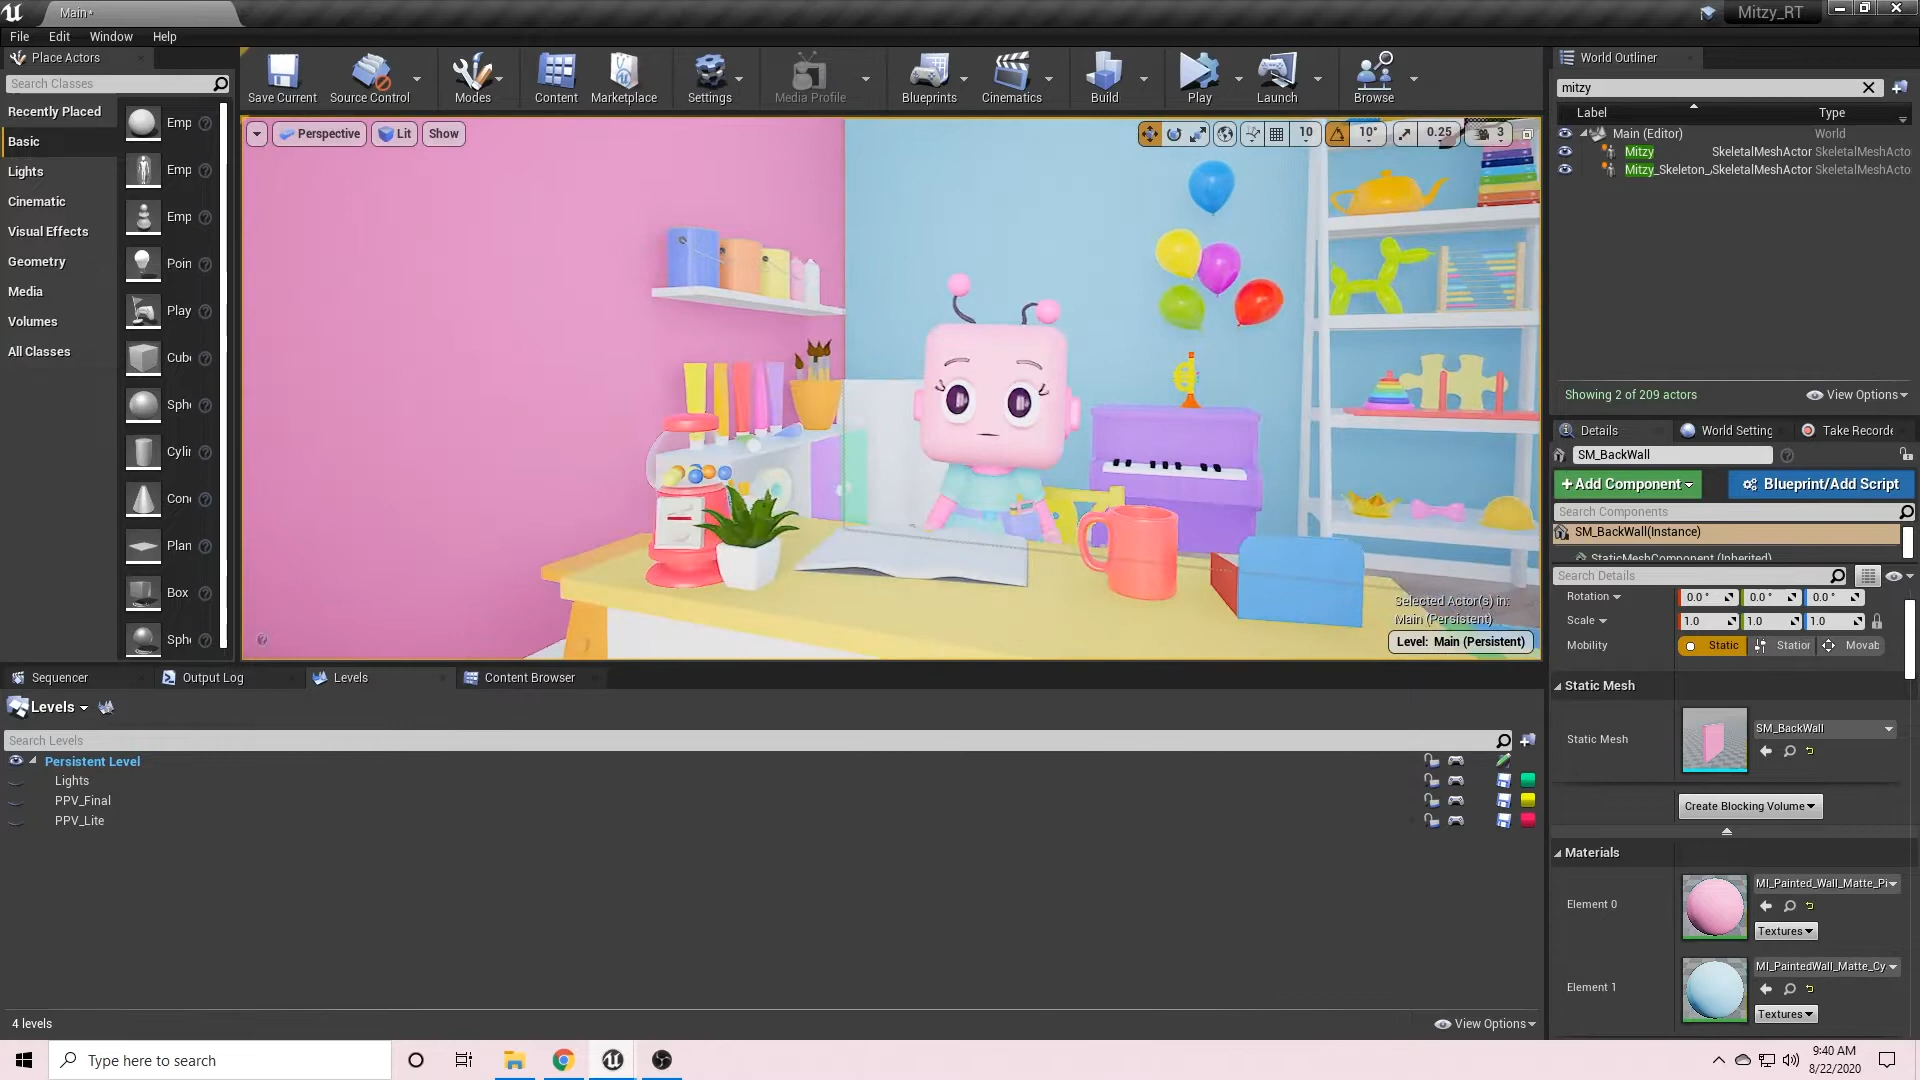 Main*
Mitzy_RT
File Edit Window Help
Place Actors
Search Classes
Recently Placed
Basic
Lights
Cinematic
Visual Effects
Geometry
Media
Volumes
All Classes
Emp
Emp
Emp
Poin
Play
Cub
Sph
Cyli
Con
Plan
Box
Sph
Save Current
Source Control
Modes
Content
Marketplace
Settings
Media Profile
Blueprints
Cinematics
Build
Play
Launch
Browse
Perspective Lit Show
10 10° 0.25 3
Selected Actor(s) in:
Main (Persistent)
Level: Main (Persistent)
World Outliner
mitzy
Label Type
Main (Editor) World
Mitzy SkeletalMeshActor SkeletalMeshActo
Mitzy_Skeleton_ SkeletalMeshActor SkeletalMeshActo
Showing 2 of 209 actors
View Options
Details World Setting Take Recorde
SM_BackWall
+Add Component Blueprint/Add Script
Search Components
SM_BackWall(Instance)
StaticMeshComponent (Inherited)
Search Details
Rotation 0.0 ° 0.0 ° 0.0 °
Scale 1.0 1.0 1.0
Mobility Static Station Movab
Static Mesh
Static Mesh
SM_BackWall
Create Blocking Volume
Materials
Element 0
MI_Painted_Wall_Matte_Pi
Textures
Element 1
MI_PaintedWall_Matte_Cy
Textures
Sequencer Output Log Levels Content Browser
Levels
Search Levels
Persistent Level
Lights
PPV_Final
PPV_Lite
4 levels
View Options
Type here to search
9:40 AM
8/22/2020